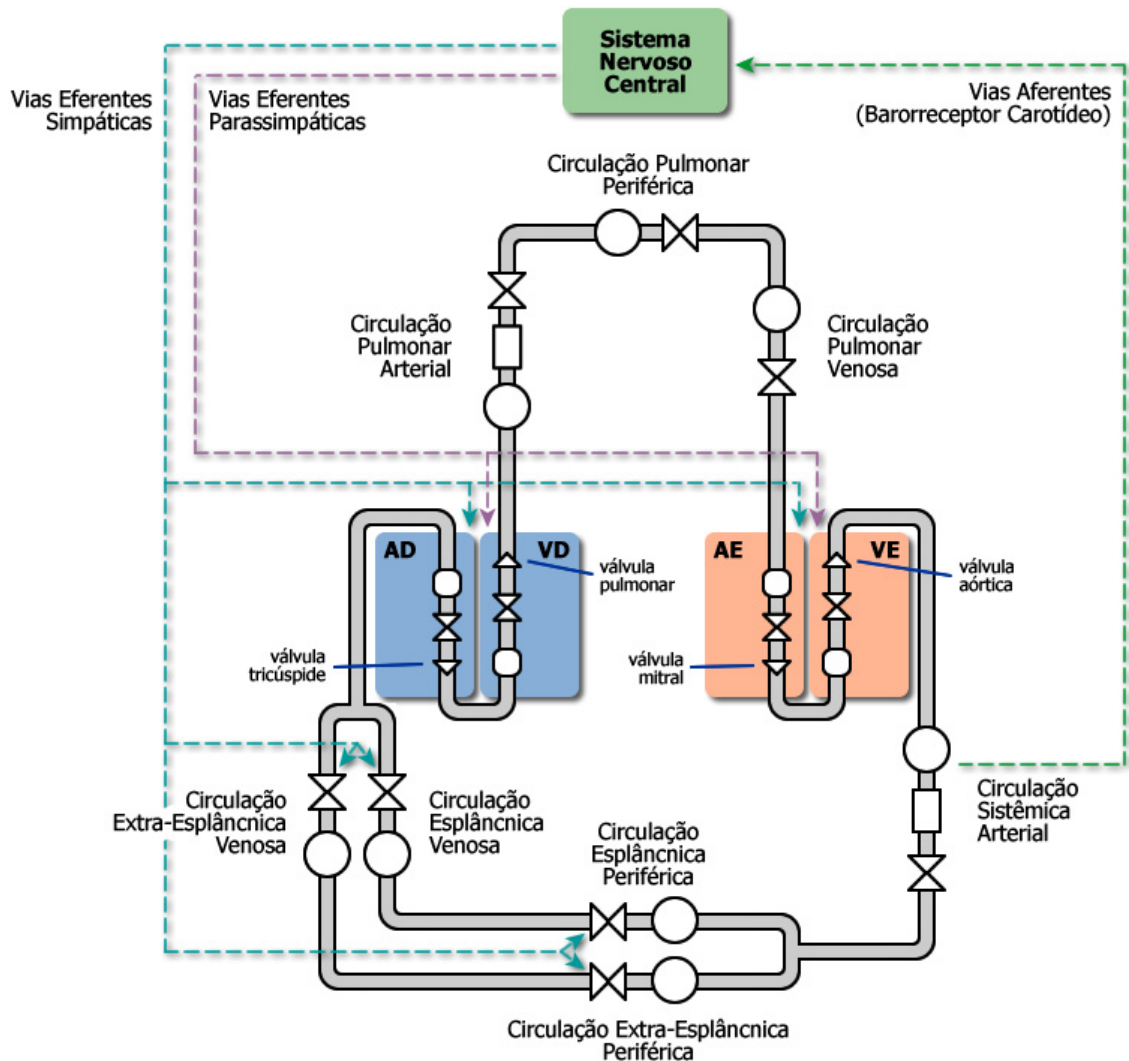 Sistema
Nervoso
Central
Vias Eferentes
Simpáticas
Vias Eferentes
Parassimpáticas
Vias Aferentes
(Barorreceptor Carotídeo)
Circulação Pulmonar
Periférica
Circulação
Pulmonar
Arterial
Circulação
Pulmonar
Venosa
AD
VD
válvula
pulmonar
AE
VE
válvula
aórtica
válvula
tricúspide
válvula
mitral
Circulação
Extra-Esplâncnica
Venosa
Circulação
Esplâncnica
Venosa
Circulação
Sistêmica
Arterial
Circulação
Esplâncnica
Periférica
Circulação Extra-Esplâncnica
Periférica